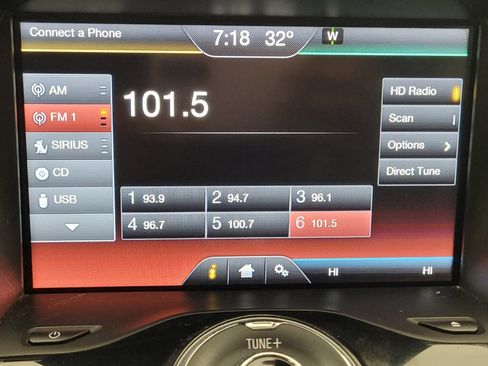 Connect a Phone 7:18 32° W
AM
FM 1
SIRIUS
CD
USB
101.5
HD Radio
Scan
Options
Direct Tune
1 93.9 2 94.7 3 96.1
4 96.7 5 100.7 6 101.5
i HI HI
TUNE+